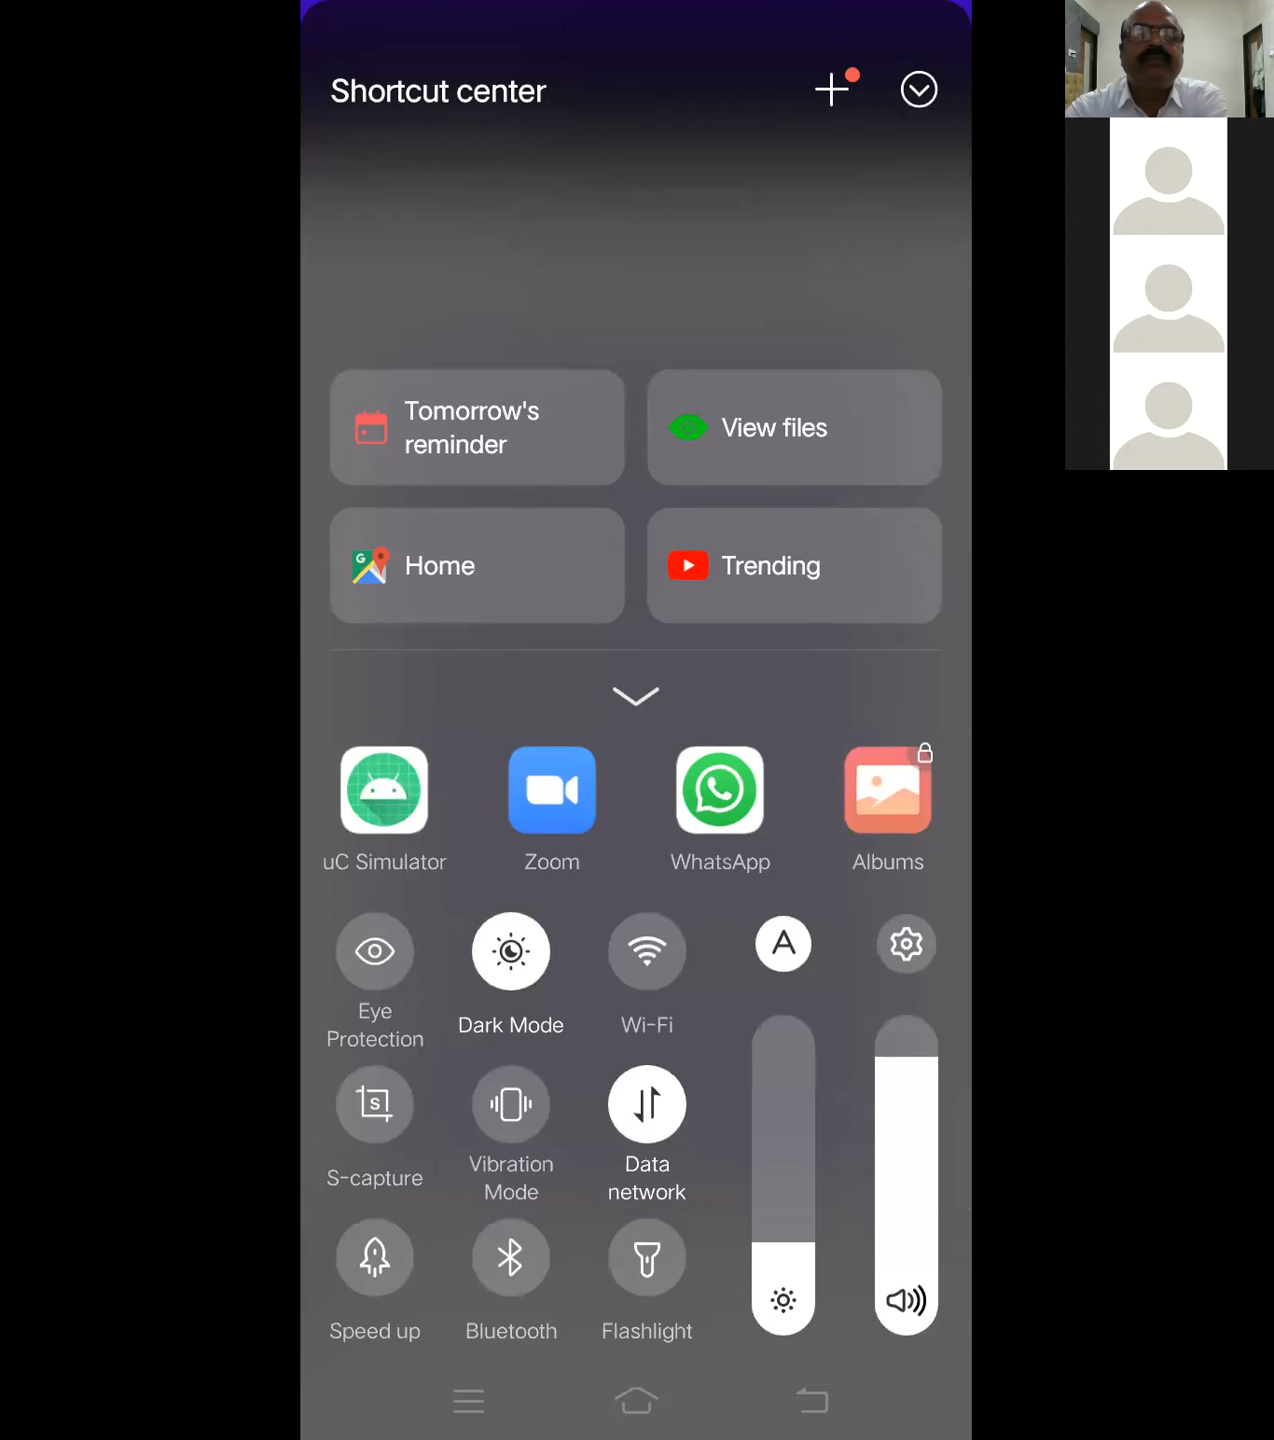 Shortcut center
Tomorrow's
reminder
View files
Home
Trending
uC Simulator
Zoom
WhatsApp
Albums
A
Eye
Protection
Dark Mode
Wi-Fi
S
S-capture
Vibration
Mode
Data
network
Speed up
Bluetooth
Flashlight